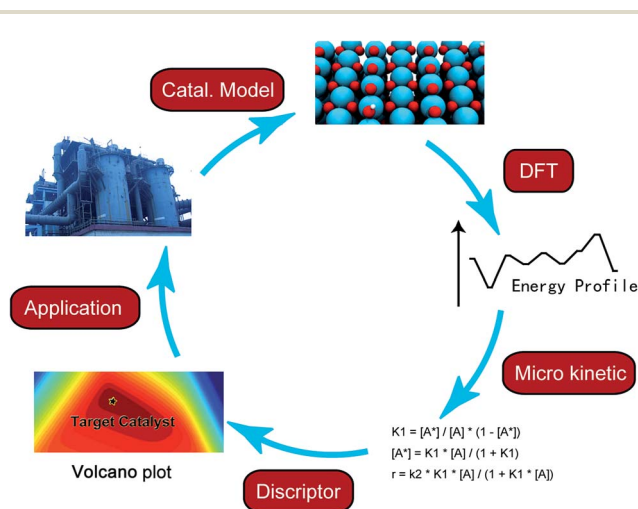 Catal. Model
DFT
Energy Profile
Micro kinetic
K1 = [A*] / [A] * (1 - [A*])
[A*] = K1 * [A] / (1 + K1)
r = k2 * K1 * [A] / (1 + K1 * [A])
Discriptor
Target Catalyst
Volcano plot
Application